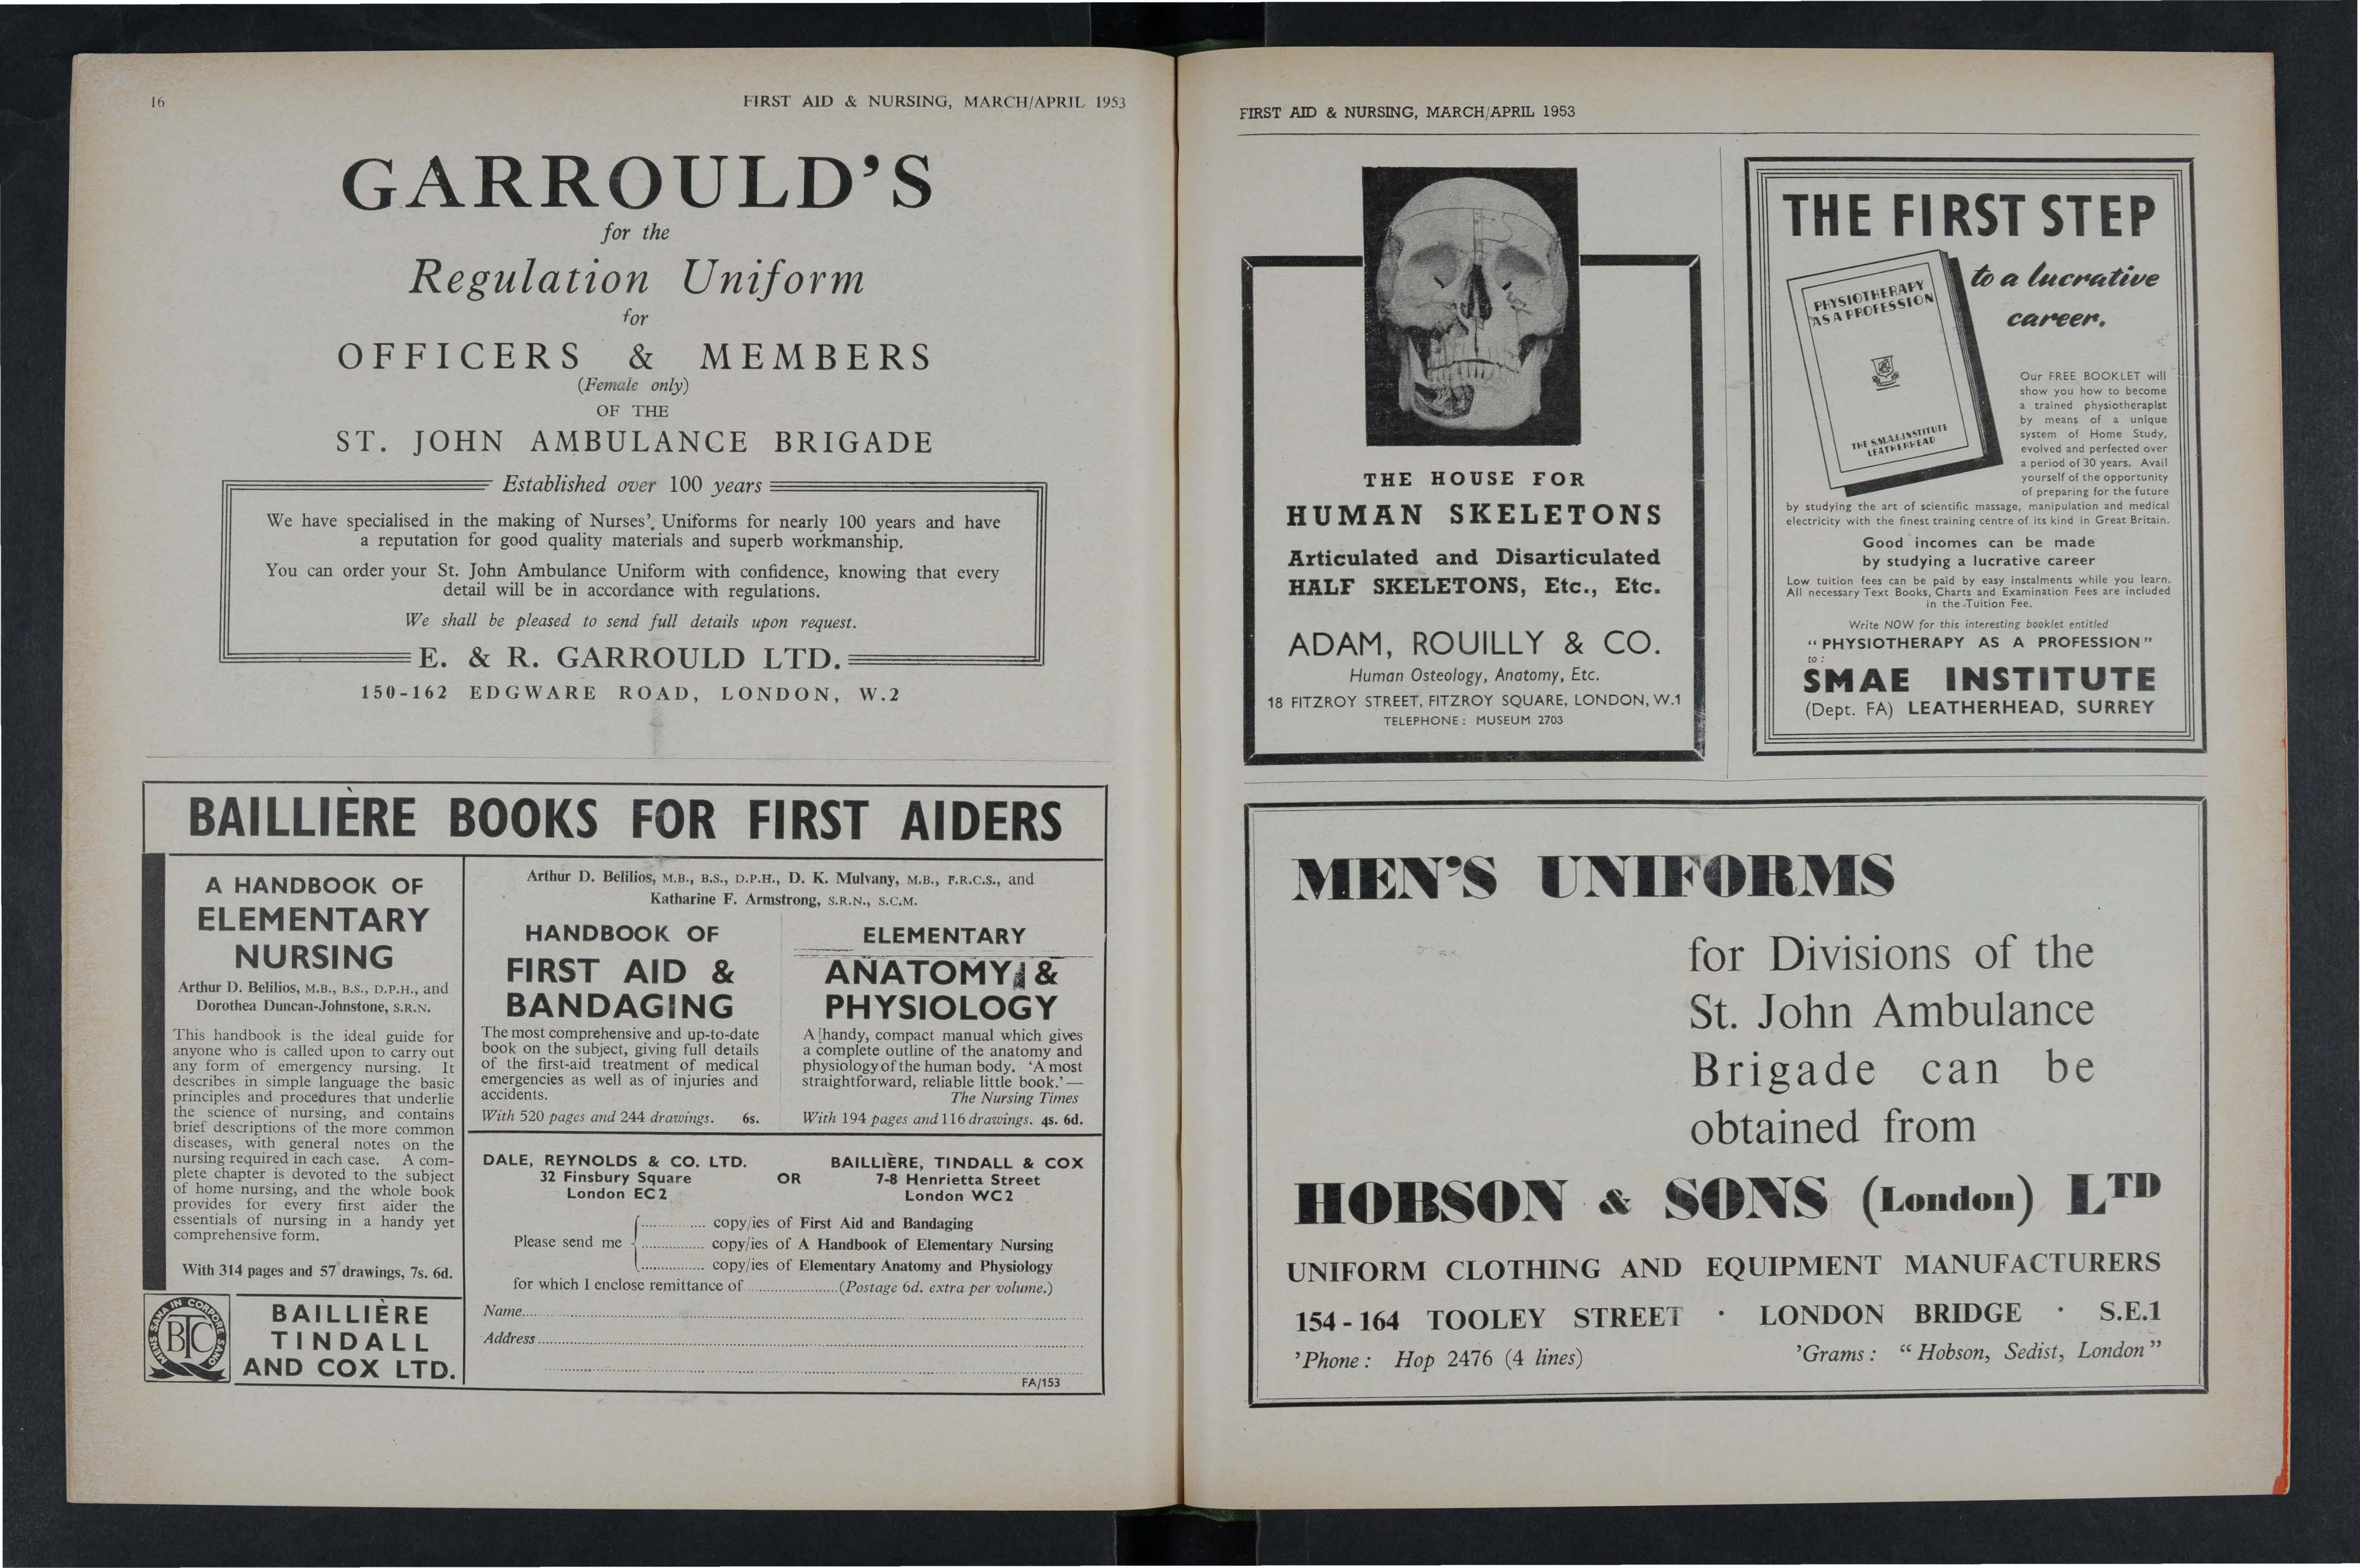 16
FIRST AID & NURSING, MARCH/APRIL 1953
GARROULD'S
for the
Regulation Uniform
for
OFFICERS & MEMBERS
(Female only)
OF THE
ST. JOHN AMBULANCE BRIGADE
Established over 100 years
We have specialised in the making of Nurses' Uniforms for nearly 100 years and have
a reputation for good quality materials and superb workmanship.
You can order your St. John Ambulance Uniform with confidence, knowing that every
detail will be in accordance with regulations.
We shall be pleased to send full details upon request.
E. & R. GARROULD LTD.
150-162 EDGWARE ROAD, LONDON, W.2
BAILLIÈRE BOOKS FOR FIRST AIDERS
A HANDBOOK OF
ELEMENTARY
NURSING
Arthur D. Belilios, M.B., B.S., D.P.H., and
Dorothea Duncan-Johnstone, S.R.N.
This handbook is the ideal guide for
anyone who is called upon to carry out
any form of emergency nursing. It
describes in simple language the basic
principles and procedures that underlie
the science of nursing, and contains
brief descriptions of the more common
diseases, with general notes on the
nursing required in each case. A com-
plete chapter is devoted to the subject
of home nursing, and the whole book
provides for every first aider the
essentials of nursing in a handy yet
comprehensive form.
With 314 pages and 57 drawings, 7s. 6d.
MENS SANA IN CORPORE SANO
BTC
BAILLIÈRE
TINDALL
AND COX LTD.
Arthur D. Belilios, M.B., B.S., D.P.H., D. K. Mulvany, M.B., F.R.C.S., and
Katharine F. Armstrong, S.R.N., S.C.M.
HANDBOOK OF
FIRST AID &
BANDAGING
The most comprehensive and up-to-date
book on the subject, giving full details
of the first-aid treatment of medical
emergencies as well as of injuries and
accidents.
With 520 pages and 244 drawings. 6s.
ELEMENTARY
ANATOMY &
PHYSIOLOGY
A handy, compact manual which gives
a complete outline of the anatomy and
physiology of the human body. 'A most
straightforward, reliable little book.'—
The Nursing Times
With 194 pages and 116 drawings. 4s. 6d.
DALE, REYNOLDS & CO. LTD.
32 Finsbury Square
London EC2
OR
BAILLIÈRE, TINDALL & COX
7-8 Henrietta Street
London WC2
Please send me
............... copy/ies of First Aid and Bandaging
............... copy/ies of A Handbook of Elementary Nursing
............... copy/ies of Elementary Anatomy and Physiology
for which I enclose remittance of ......................(Postage 6d. extra per volume.)
Name....
Address....
FA/153
FIRST AID & NURSING, MARCH/APRIL 1953
THE HOUSE FOR
HUMAN SKELETONS
Articulated and Disarticulated
HALF SKELETONS, Etc., Etc.
ADAM, ROUILLY & CO.
Human Osteology, Anatomy, Etc.
18 FITZROY STREET, FITZROY SQUARE, LONDON, W.1
TELEPHONE: MUSEUM 2703
THE FIRST STEP
to a lucrative
career.
PHYSIOTHERAPY
AS A PROFESSION
THE S.M.A.E. INSTITUTE
LEATHERHEAD
Our FREE BOOKLET will
show you how to become
a trained physiotherapist
by means of a unique
system of Home Study,
evolved and perfected over
a period of 30 years. Avail
yourself of the opportunity
of preparing for the future
by studying the art of scientific massage, manipulation and medical
electricity with the finest training centre of its kind in Great Britain.
Good incomes can be made
by studying a lucrative career
Low tuition fees can be paid by easy instalments while you learn.
All necessary Text Books, Charts and Examination Fees are included
in the Tuition Fee.
Write NOW for this interesting booklet entitled
"PHYSIOTHERAPY AS A PROFESSION"
to:
SMAE INSTITUTE
(Dept. FA) LEATHERHEAD, SURREY
MEN'S UNIFORMS
for Divisions of the
St. John Ambulance
Brigade can be
obtained from
HOBSON & SONS (London) LTD
UNIFORM CLOTHING AND EQUIPMENT MANUFACTURERS
154-164 TOOLEY STREET · LONDON BRIDGE · S.E.1
'Phone: Hop 2476 (4 lines)
'Grams: "Hobson, Sedist, London"